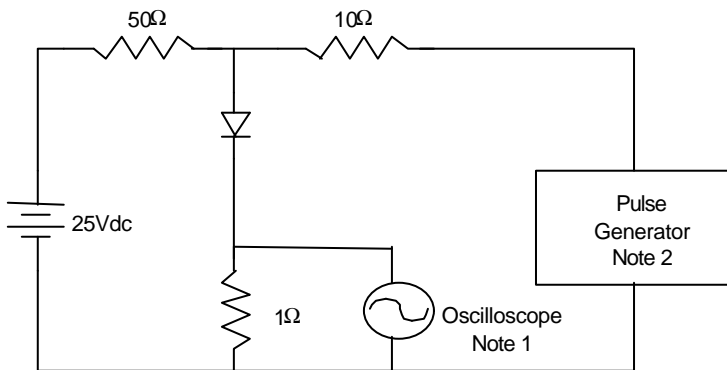 50Ω
10Ω
25Vdc
Pulse
Generator
Note 2
1Ω
Oscilloscope
Note 1